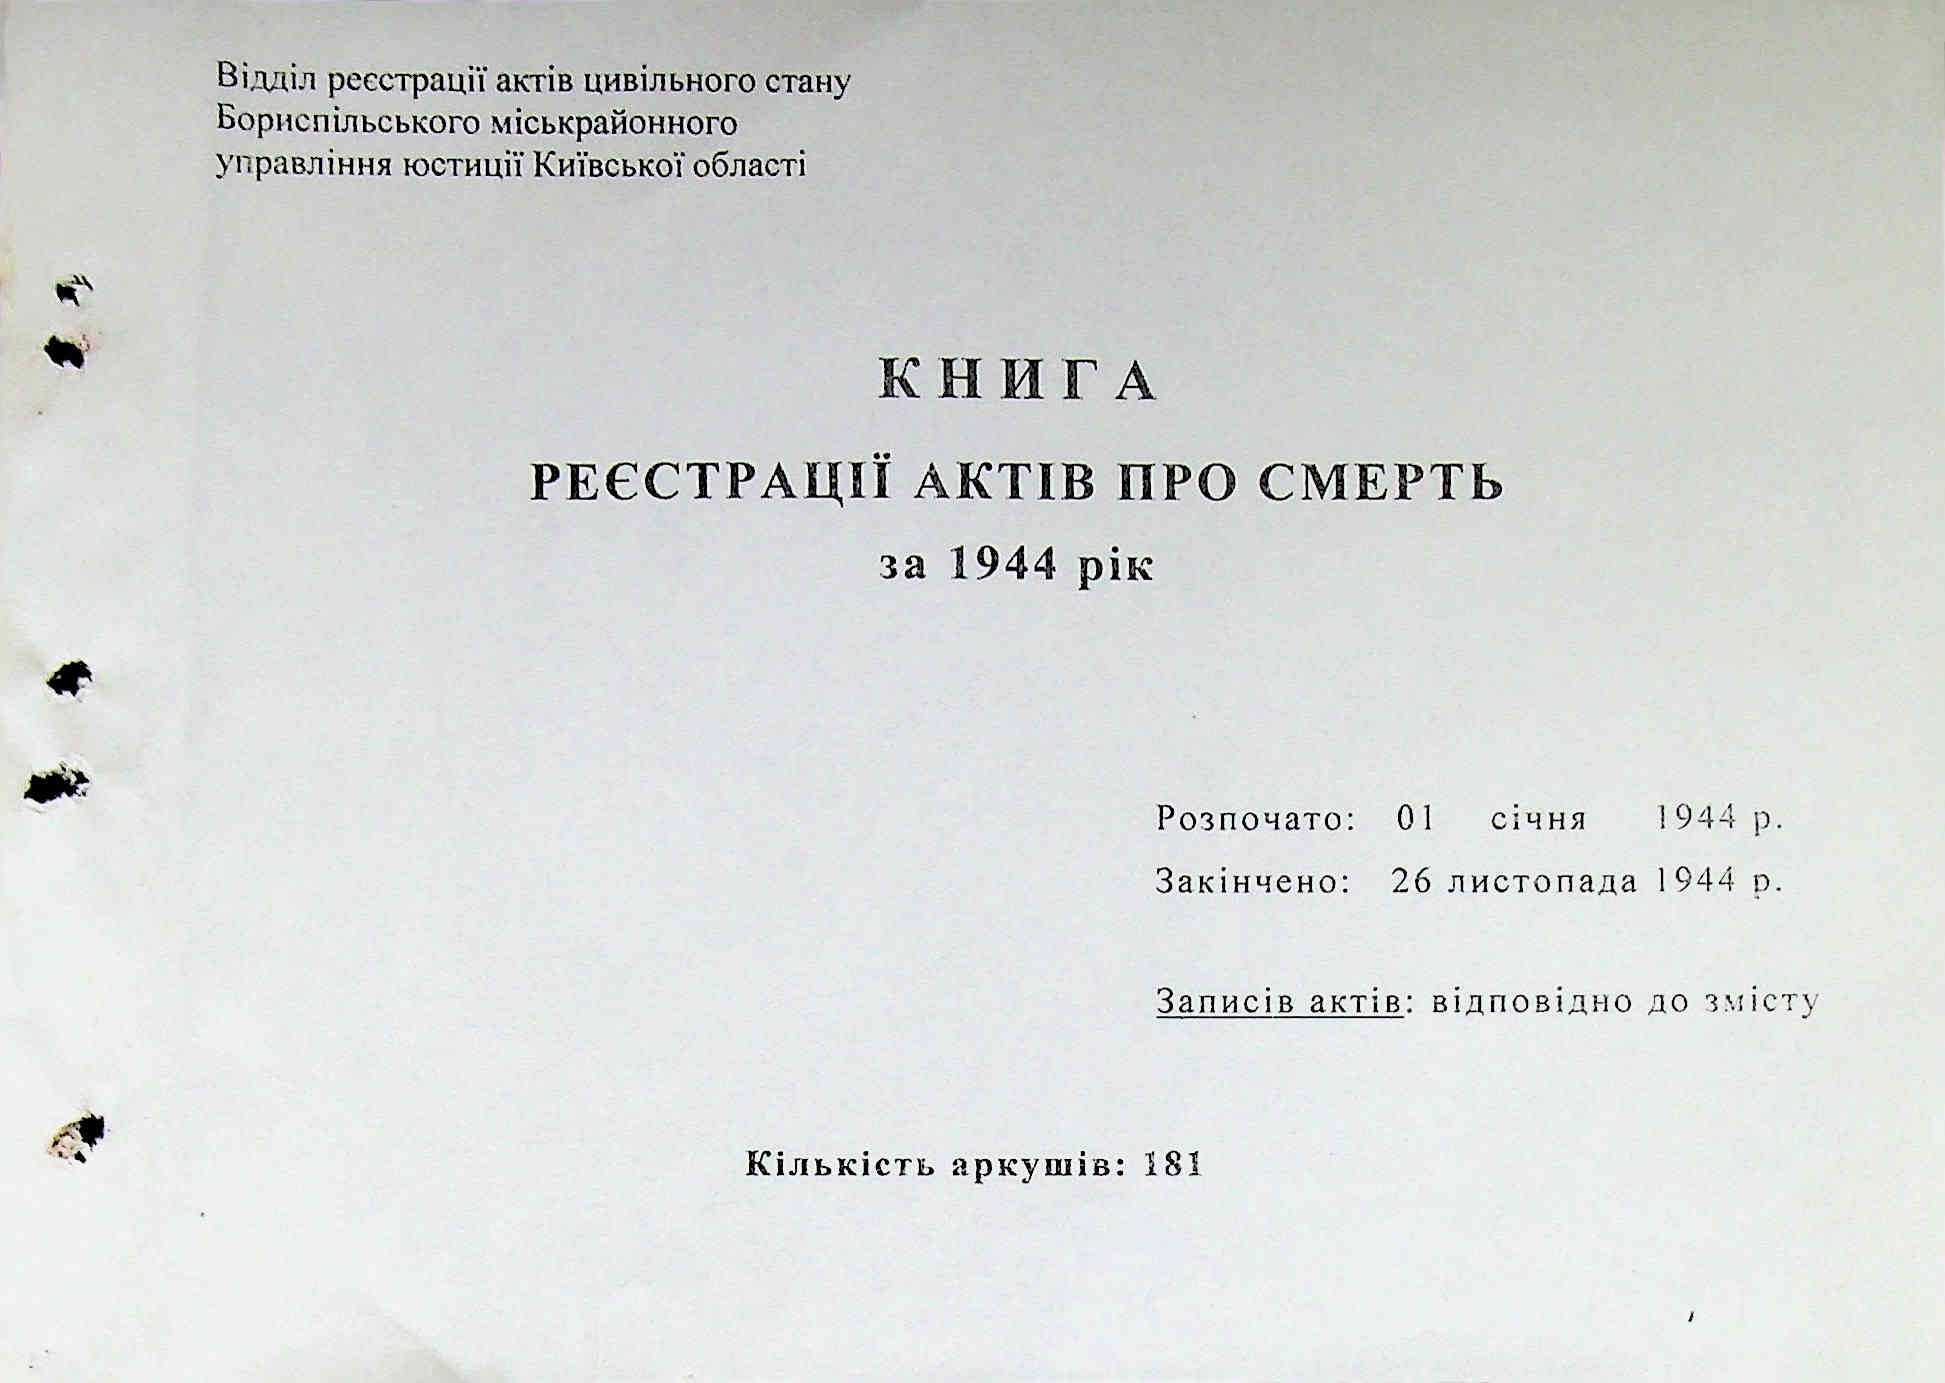 Відділ реєстрації актів цивільного стану
Бориспільського міськрайонного
управління юстиції Київської області
КНИГА
РЕЄСТРАЦІЇ АКТІВ ПРО СМЕРТЬ
за 1944 рік
Розпочато: 01 січня 1944 р.
Закінчено: 26 листопада 1944 р.
Записів актів: відповідно до змісту
Кількість аркушів: 181